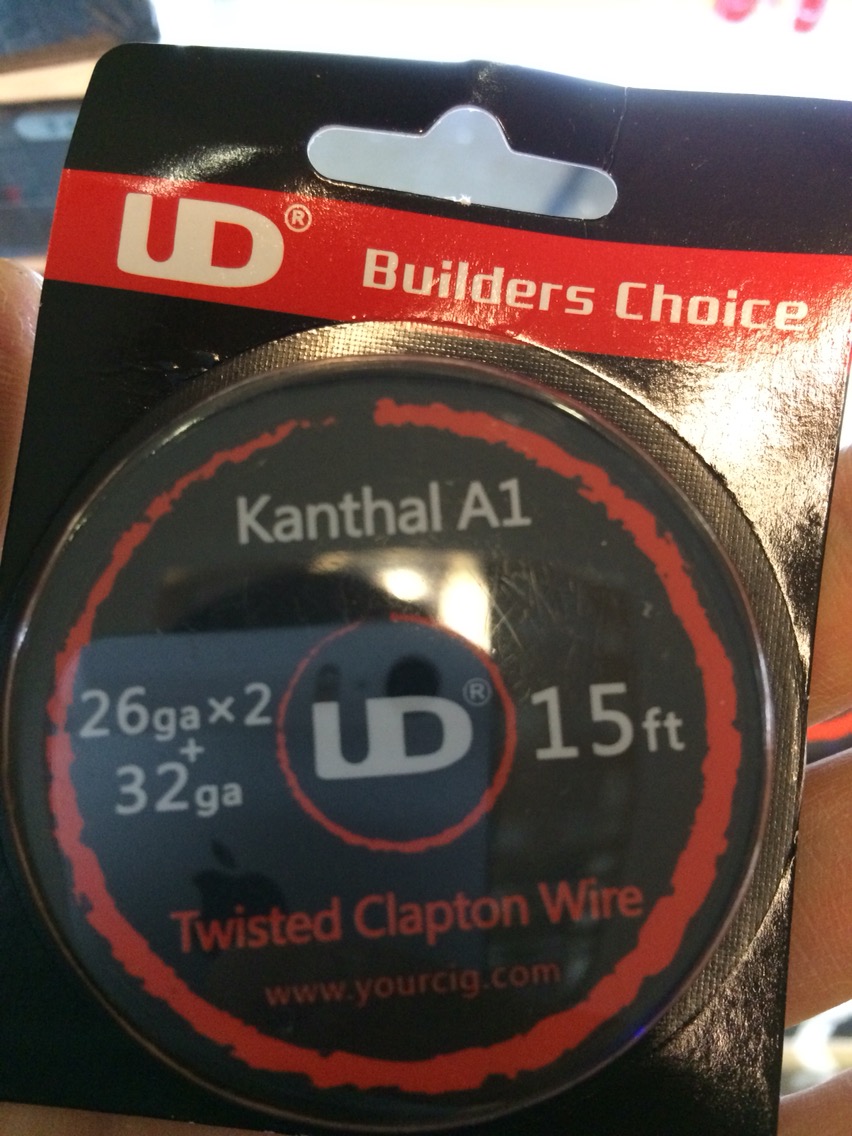 UD®
Builders Choice
Kanthal A1
26ga×2
+
32ga
UD®
15ft
Twisted Clapton Wire
www.yourcig.com